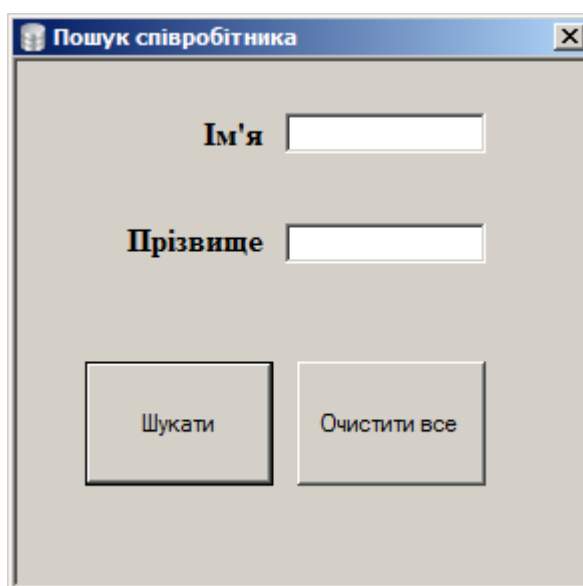 Пошук співробітника
Ім'я
Прізвище
Шукати
Очистити все